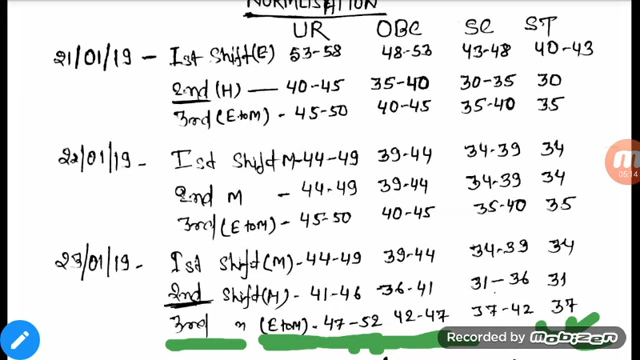 NORMALISATION
UR OBC SC ST
21/01/19 - Ist Shift(E) 53-58 48-53 43-48 40-43
2nd (H) - 40-45 35-40 30-35 30
3rd (E to M) - 45-50 40-45 35-40 35
22/01/19 - Ist Shift M - 44-49 39-44 34-39 34
2nd M - 44-49 39-44 34-39 34
3rd (E to M) - 45-50 40-45 35-40 35
23/01/19 - Ist Shift (M) - 44-49 39-44 34-39 34
2nd Shift (H) - 41-46 36-41 31-36 31
3rd " (E to M) - 47-52 42-47 37-42 37
05:14
Recorded by mobizen